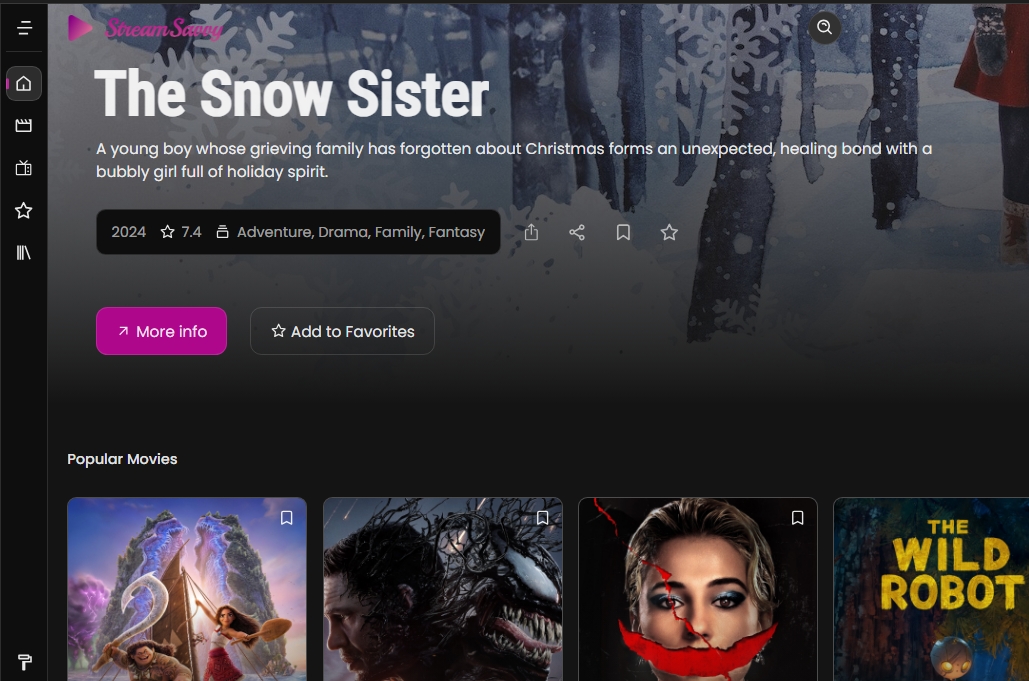 StreamSavvy
The Snow Sister
A young boy whose grieving family has forgotten about Christmas forms an unexpected, healing bond with a
bubbly girl full of holiday spirit.
2024 7.4 Adventure, Drama, Family, Fantasy
More info
Add to Favorites
Popular Movies
THE
WILD
ROBOT